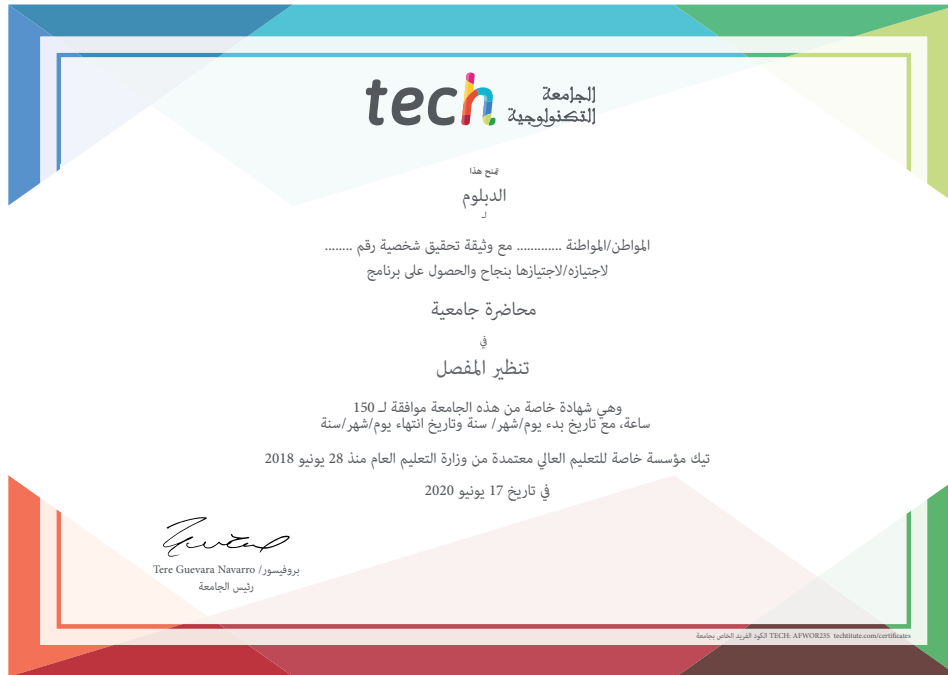 tech الجامعة
التكنولوجية
تمنح هذا
الدبلوم
لـ
المواطن/المواطنة ............. مع وثيقة تحقيق شخصية رقم ........
لاجتيازه/لاجتيازها بنجاح والحصول على برنامج
محاضرة جامعية
في
تنظير المفصل
وهي شهادة خاصة من هذه الجامعة موافقة لـ 150
ساعة، مع تاريخ بدء يوم/شهر/ سنة وتاريخ انتهاء يوم/شهر/سنة
تيك مؤسسة خاصة للتعليم العالي معتمدة من وزارة التعليم العام منذ 28 يونيو 2018
في تاريخ 17 يونيو 2020
بروفيسور/ Tere Guevara Navarro
رئيس الجامعة
الكود الفريد الخاص بجامعة TECH: AFWOR23S techtitute.com/certificates